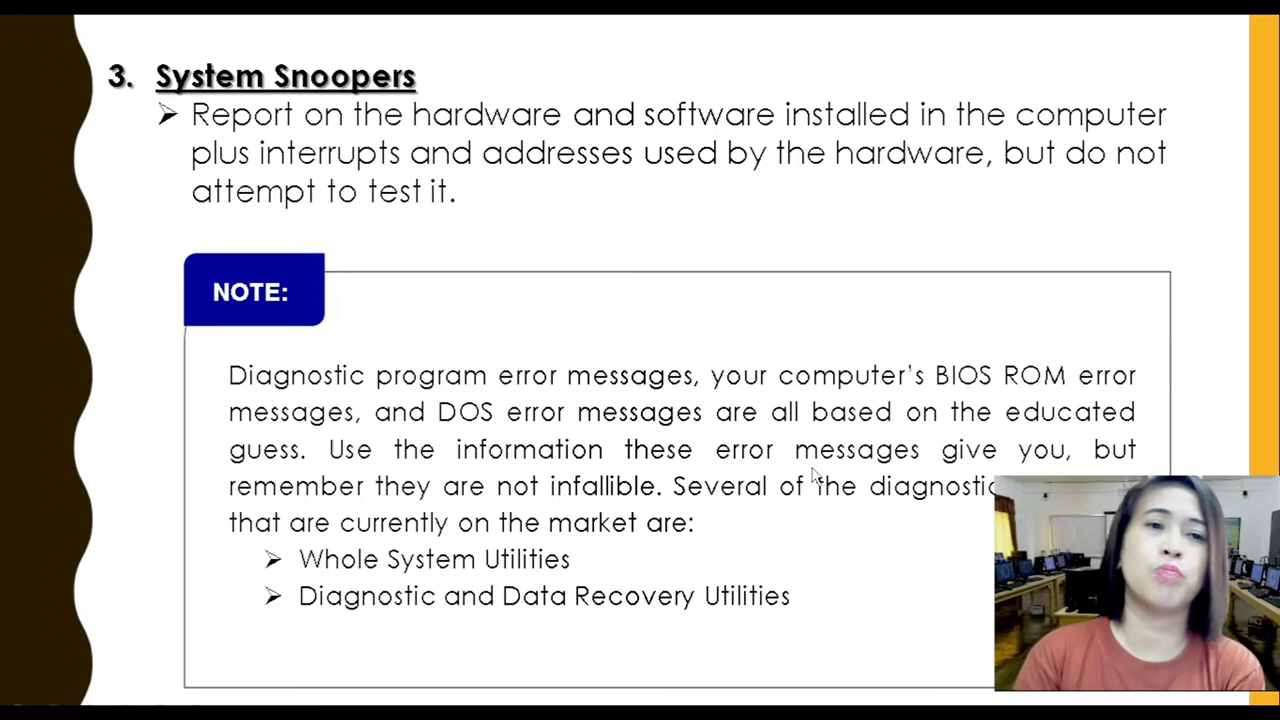 3. System Snoopers
➢ Report on the hardware and software installed in the computer
plus interrupts and addresses used by the hardware, but do not
attempt to test it.
NOTE:
Diagnostic program error messages, your computer's BIOS ROM error
messages, and DOS error messages are all based on the educated
guess. Use the information these error messages give you, but
remember they are not infallible. Several of the diagnostic
that are currently on the market are:
➢ Whole System Utilities
➢ Diagnostic and Data Recovery Utilities